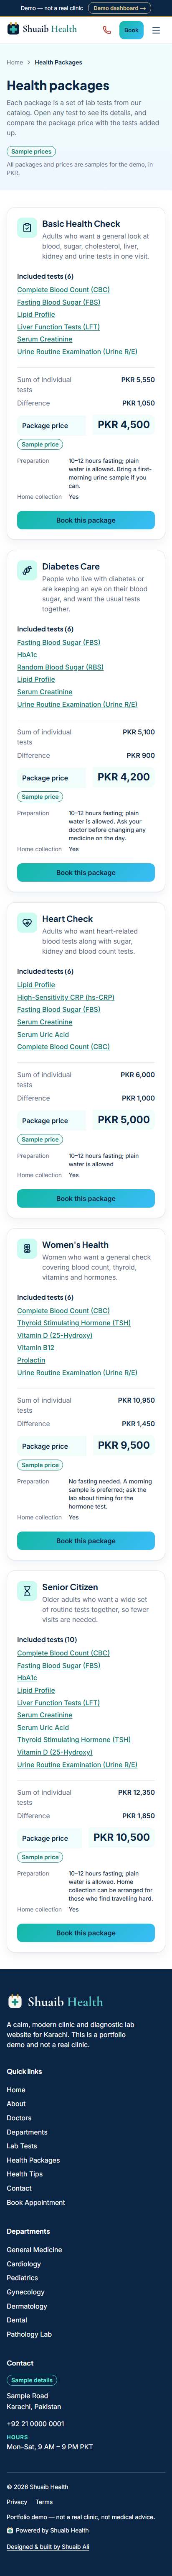 Demo — not a real clinic
Demo dashboard →
Shuaib Health
Book
Home > Health Packages
Health packages
Each package is a set of lab tests from our
catalog. Open any test to see its details, and
compare the package price with the tests added
up.
Sample prices
All packages and prices are samples for the demo, in
PKR.
Basic Health Check
Adults who want a general look at
blood, sugar, cholesterol, liver,
kidney and urine tests in one visit.
Included tests (6)
Complete Blood Count (CBC)
Fasting Blood Sugar (FBS)
Lipid Profile
Liver Function Tests (LFT)
Serum Creatinine
Urine Routine Examination (Urine R/E)
Sum of individual
tests
PKR 5,550
Difference
PKR 1,050
Package price
PKR 4,500
Sample price
Preparation
10–12 hours fasting; plain
water is allowed. Bring a first-
morning urine sample if you
can.
Home collection
Yes
Book this package
Diabetes Care
People who live with diabetes or
are keeping an eye on their blood
sugar, and want the usual tests
together.
Included tests (6)
Fasting Blood Sugar (FBS)
HbA1c
Random Blood Sugar (RBS)
Lipid Profile
Serum Creatinine
Urine Routine Examination (Urine R/E)
Sum of individual
tests
PKR 5,100
Difference
PKR 900
Package price
PKR 4,200
Sample price
Preparation
10–12 hours fasting; plain
water is allowed. Ask your
doctor before changing any
medicine on the day.
Home collection
Yes
Book this package
Heart Check
Adults who want heart-related
blood tests along with sugar,
kidney and blood count tests.
Included tests (6)
Lipid Profile
High-Sensitivity CRP (hs-CRP)
Fasting Blood Sugar (FBS)
Serum Creatinine
Serum Uric Acid
Complete Blood Count (CBC)
Sum of individual
tests
PKR 6,000
Difference
PKR 1,000
Package price
PKR 5,000
Sample price
Preparation
10–12 hours fasting; plain
water is allowed
Home collection
Yes
Book this package
Women's Health
Women who want a general check
covering blood count, thyroid,
vitamins and hormones.
Included tests (6)
Complete Blood Count (CBC)
Thyroid Stimulating Hormone (TSH)
Vitamin D (25-Hydroxy)
Vitamin B12
Prolactin
Urine Routine Examination (Urine R/E)
Sum of individual
tests
PKR 10,950
Difference
PKR 1,450
Package price
PKR 9,500
Sample price
Preparation
No fasting needed. A morning
sample is preferred; ask the
lab about timing for the
hormone test.
Home collection
Yes
Book this package
Senior Citizen
Older adults who want a wide set
of routine tests together, so fewer
visits are needed.
Included tests (10)
Complete Blood Count (CBC)
Fasting Blood Sugar (FBS)
HbA1c
Lipid Profile
Liver Function Tests (LFT)
Serum Creatinine
Serum Uric Acid
Thyroid Stimulating Hormone (TSH)
Vitamin D (25-Hydroxy)
Urine Routine Examination (Urine R/E)
Sum of individual
tests
PKR 12,350
Difference
PKR 1,850
Package price
PKR 10,500
Sample price
Preparation
10–12 hours fasting; plain
water is allowed. Home
collection can be arranged for
those who find travelling hard.
Home collection
Yes
Book this package
Shuaib Health
A calm, modern clinic and diagnostic lab
website for Karachi. This is a portfolio
demo and not a real clinic.
Quick links
Home
About
Doctors
Departments
Lab Tests
Health Packages
Health Tips
Contact
Book Appointment
Departments
General Medicine
Cardiology
Pediatrics
Gynecology
Dermatology
Dental
Pathology Lab
Contact
Sample details
Sample Road
Karachi, Pakistan
+92 21 0000 0001
HOURS
Mon–Sat, 9 AM – 9 PM PKT
© 2026 Shuaib Health
Privacy Terms
Portfolio demo — not a real clinic, not medical advice.
Powered by Shuaib Health
Designed & built by Shuaib Ali